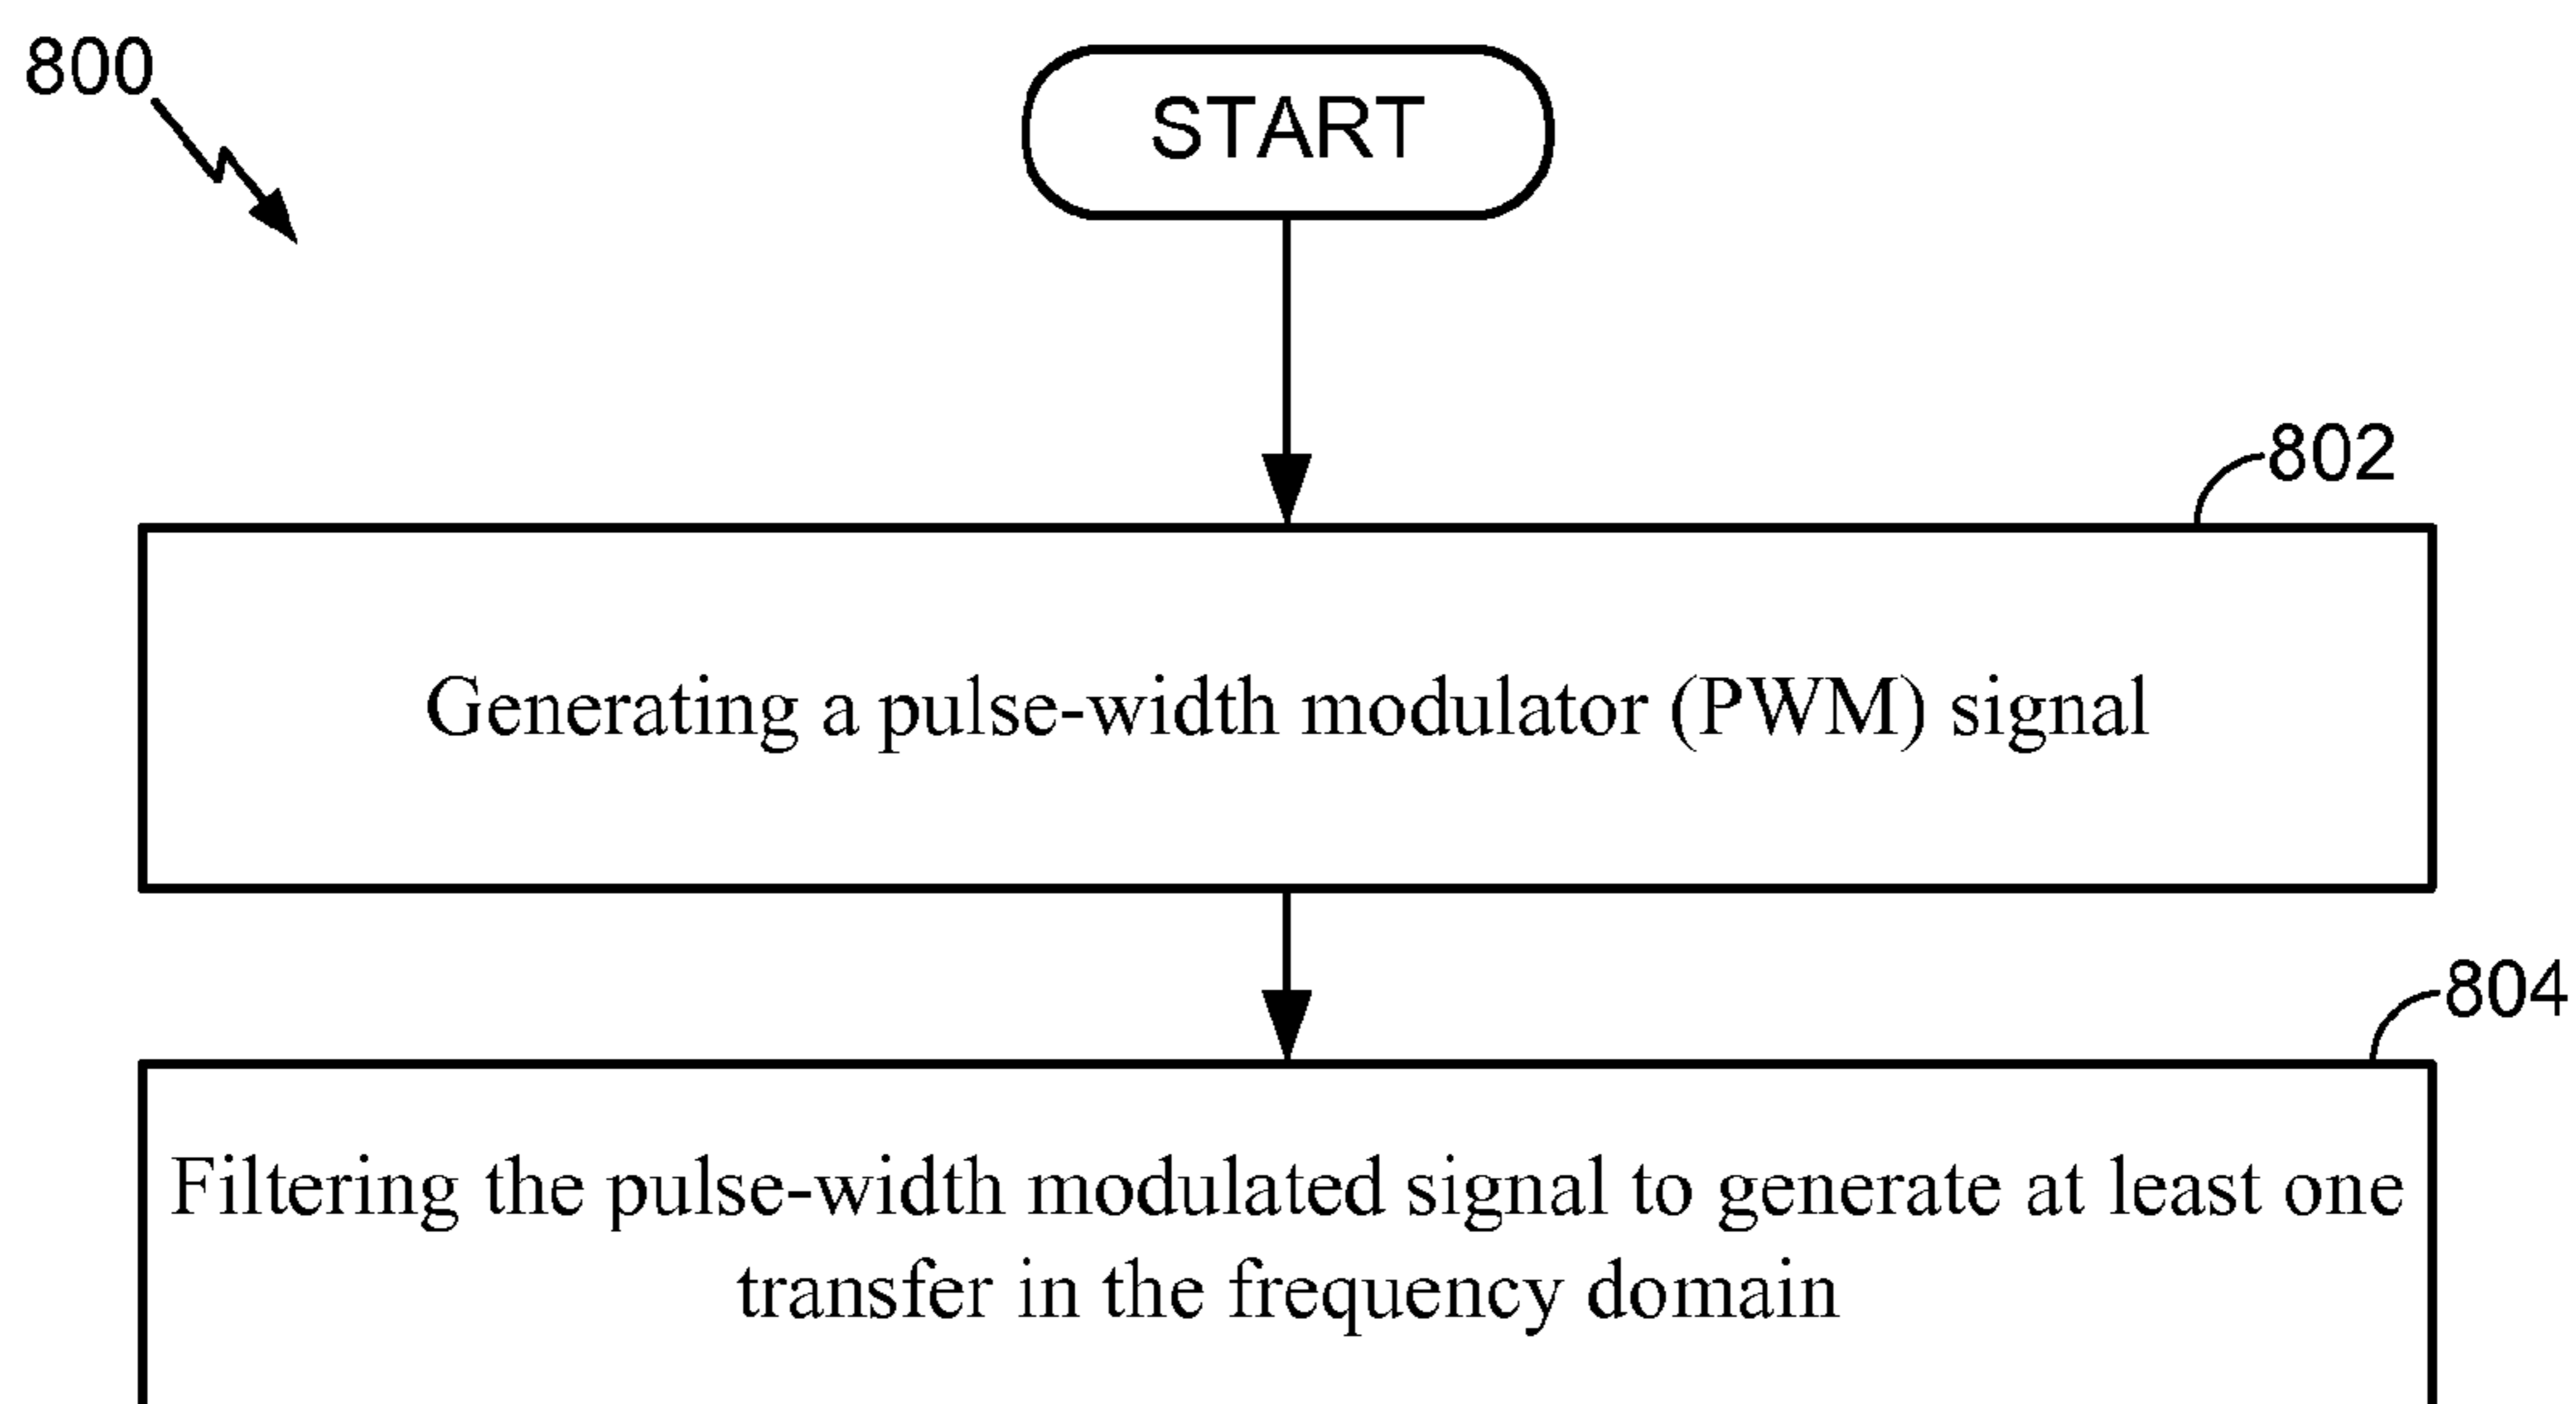 800
START
802
Generating a pulse-width modulator (PWM) signal
804
Filtering the pulse-width modulated signal to generate at least one
transfer in the frequency domain